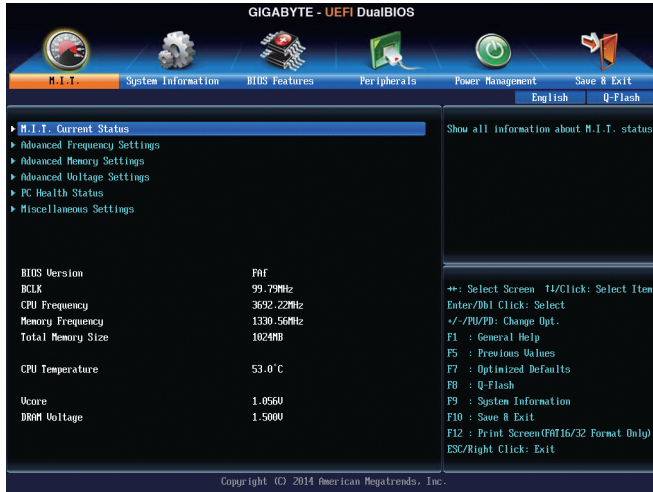 GIGABYTE - UEFI DualBIOS
M.I.T. System Information BIOS Features Peripherals Power Management Save & Exit
English Q-Flash
M.I.T. Current Status
Advanced Frequency Settings
Advanced Memory Settings
Advanced Voltage Settings
PC Health Status
Miscellaneous Settings
Show all information about M.I.T. status
BIOS Version FAf
BCLK 99.79MHz
CPU Frequency 3692.22MHz
Memory Frequency 1330.56MHz
Total Memory Size 1024MB
CPU Temperature 53.0°C
Vcore 1.056V
DRAM Voltage 1.500V
→←: Select Screen ↑↓/Click: Select Item
Enter/Dbl Click: Select
+/-/PU/PD: Change Opt.
F1 : General Help
F5 : Previous Values
F7 : Optimized Defaults
F8 : Q-Flash
F9 : System Information
F10 : Save & Exit
F12 : Print Screen(FAT16/32 Format Only)
ESC/Right Click: Exit
Copyright (C) 2014 American Megatrends, Inc.